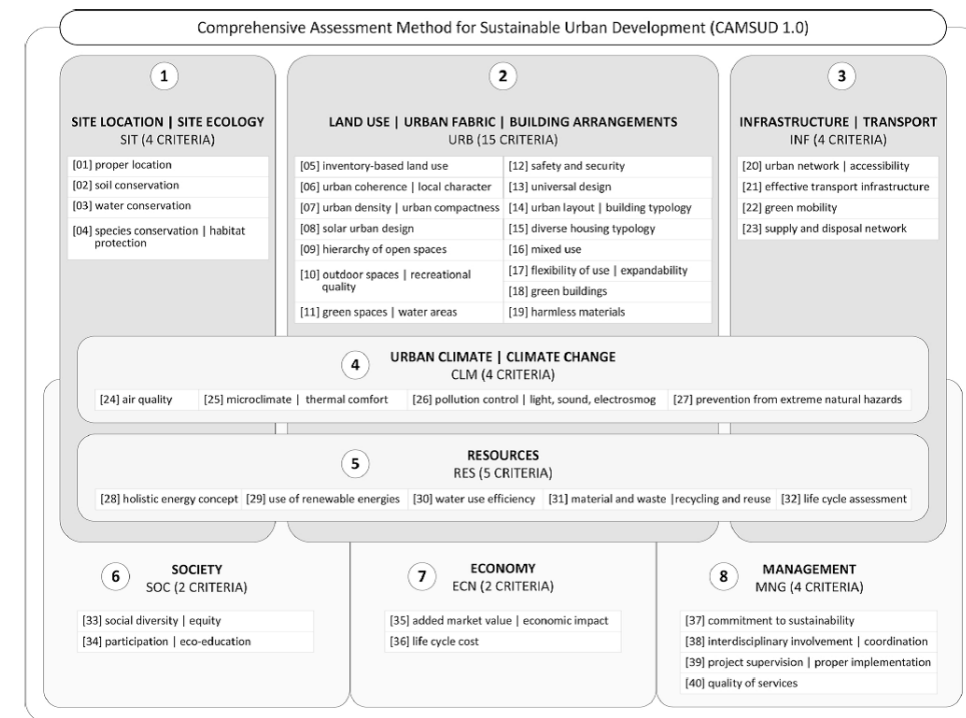 Comprehensive Assessment Method for Sustainable Urban Development (CAMSUD 1.0)
1
SITE LOCATION | SITE ECOLOGY
SIT (4 CRITERIA)
[01] proper location
[02] soil conservation
[03] water conservation
[04] species conservation | habitat
protection
2
LAND USE | URBAN FABRIC | BUILDING ARRANGEMENTS
URB (15 CRITERIA)
[05] inventory-based land use
[06] urban coherence | local character
[07] urban density | urban compactness
[08] solar urban design
[09] hierarchy of open spaces
[10] outdoor spaces | recreational
quality
[11] green spaces | water areas
[12] safety and security
[13] universal design
[14] urban layout | building typology
[15] diverse housing typology
[16] mixed use
[17] flexibility of use | expandability
[18] green buildings
[19] harmless materials
3
INFRASTRUCTURE | TRANSPORT
INF (4 CRITERIA)
[20] urban network | accessibility
[21] effective transport infrastructure
[22] green mobility
[23] supply and disposal network
4
URBAN CLIMATE | CLIMATE CHANGE
CLM (4 CRITERIA)
[24] air quality
[25] microclimate | thermal comfort
[26] pollution control | light, sound, electrosmog
[27] prevention from extreme natural hazards
5
RESOURCES
RES (5 CRITERIA)
[28] holistic energy concept
[29] use of renewable energies
[30] water use efficiency
[31] material and waste |recycling and reuse
[32] life cycle assessment
6
SOCIETY
SOC (2 CRITERIA)
[33] social diversity | equity
[34] participation | eco-education
7
ECONOMY
ECN (2 CRITERIA)
[35] added market value | economic impact
[36] life cycle cost
8
MANAGEMENT
MNG (4 CRITERIA)
[37] commitment to sustainability
[38] interdisciplinary involvement | coordination
[39] project supervision | proper implementation
[40] quality of services